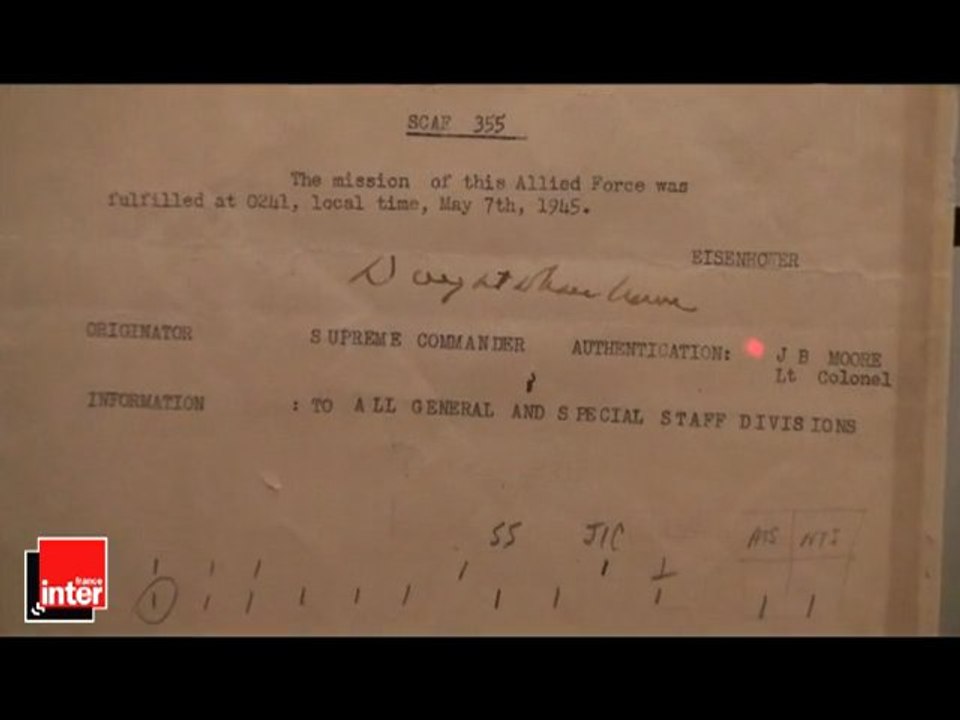 SCAF 355
The mission of this Allied Force was
fulfilled at 0241, local time, May 7th, 1945.
EISENHOWER
Dwight Eisenhower
ORIGINATOR SUPREME COMMANDER AUTHENTICATION: J B MOORE
Lt Colonel
INFORMATION : TO ALL GENERAL AND SPECIAL STAFF DIVISIONS
SS JIC
france
inter